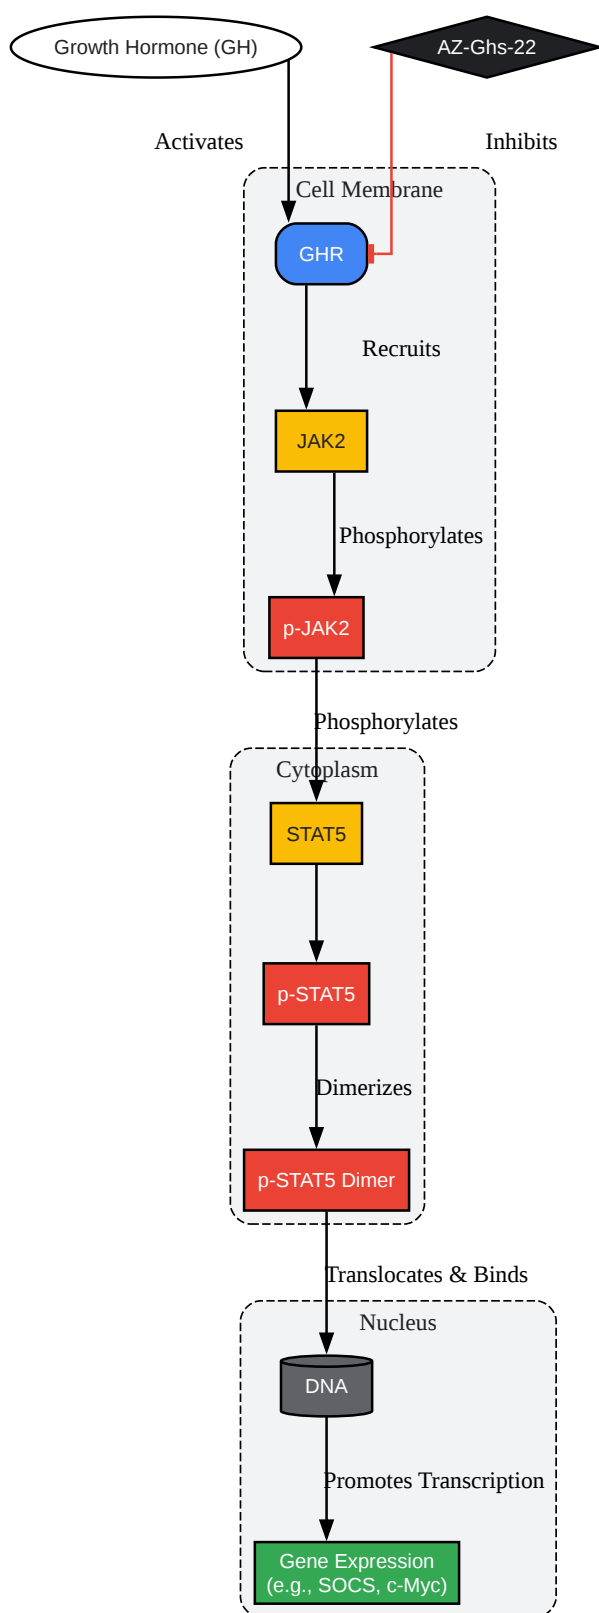 Growth Hormone (GH)
AZ-Ghs-22
Activates
Inhibits
Cell Membrane
GHR
Recruits
JAK2
Phosphorylates
p-JAK2
Phosphorylates
Cytoplasm
STAT5
p-STAT5
Dimerizes
p-STAT5 Dimer
Translocates & Binds
Nucleus
DNA
Promotes Transcription
Gene Expression
(e.g., SOCS, c-Myc)